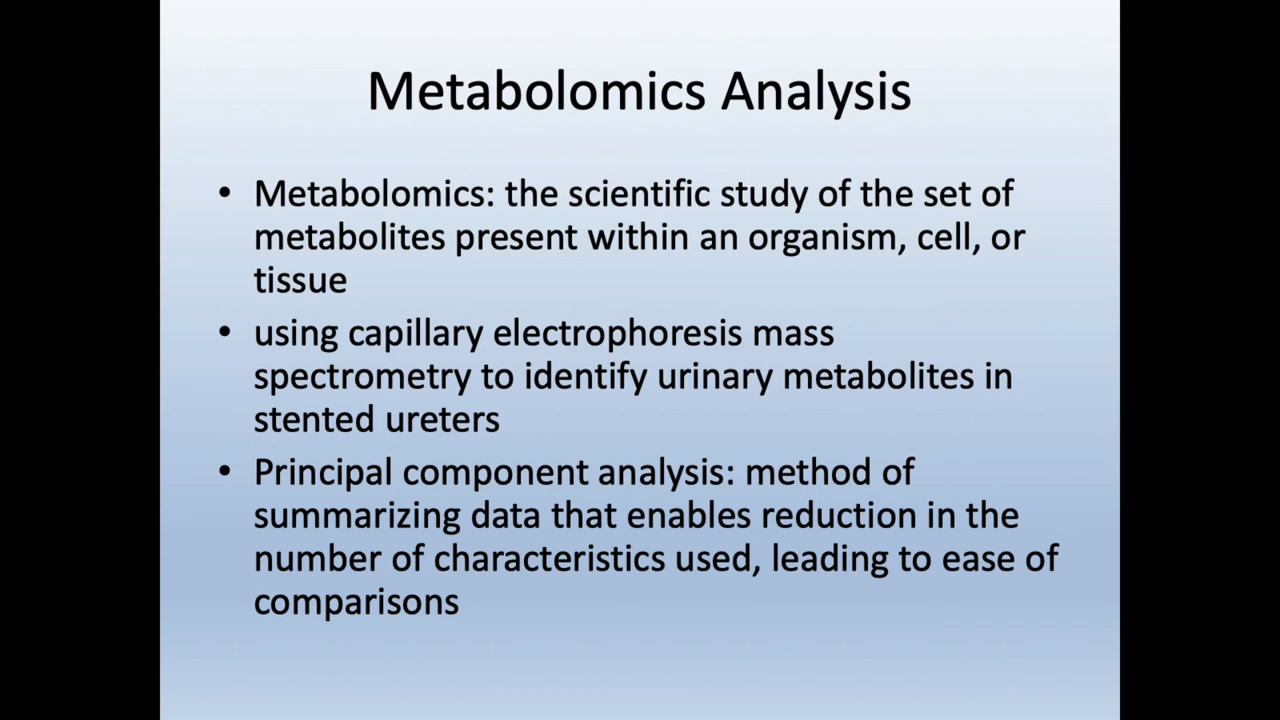 Metabolomics Analysis
• Metabolomics: the scientific study of the set of
metabolites present within an organism, cell, or
tissue
• using capillary electrophoresis mass
spectrometry to identify urinary metabolites in
stented ureters
• Principal component analysis: method of
summarizing data that enables reduction in the
number of characteristics used, leading to ease of
comparisons